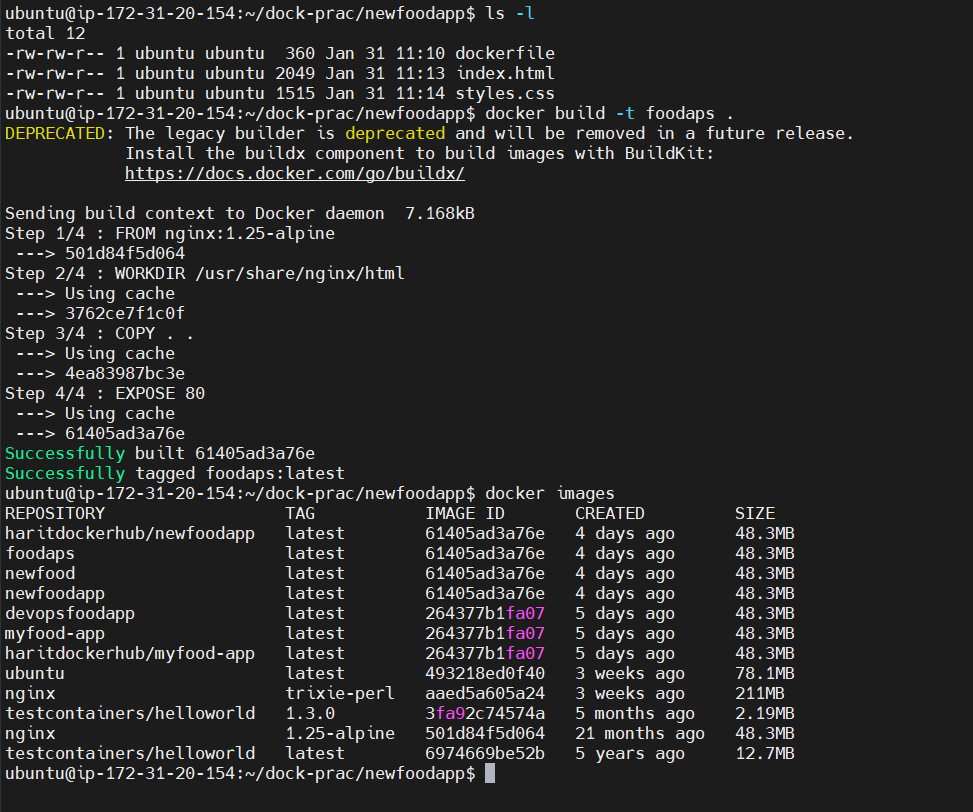 ubuntu@ip-172-31-20-154:~/dock-prac/newfoodapp$ ls -l
total 12
-rw-rw-r-- 1 ubuntu ubuntu  360 Jan 31 11:10 dockerfile
-rw-rw-r-- 1 ubuntu ubuntu 2049 Jan 31 11:13 index.html
-rw-rw-r-- 1 ubuntu ubuntu 1515 Jan 31 11:14 styles.css
ubuntu@ip-172-31-20-154:~/dock-prac/newfoodapp$ docker build -t foodaps .
DEPRECATED: The legacy builder is deprecated and will be removed in a future release.
            Install the buildx component to build images with BuildKit:
            https://docs.docker.com/go/buildx/

Sending build context to Docker daemon  7.168kB
Step 1/4 : FROM nginx:1.25-alpine
 ---> 501d84f5d064
Step 2/4 : WORKDIR /usr/share/nginx/html
 ---> Using cache
 ---> 3762ce7f1c0f
Step 3/4 : COPY . .
 ---> Using cache
 ---> 4ea83987bc3e
Step 4/4 : EXPOSE 80
 ---> Using cache
 ---> 61405ad3a76e
Successfully built 61405ad3a76e
Successfully tagged foodaps:latest
ubuntu@ip-172-31-20-154:~/dock-prac/newfoodapp$ docker images
REPOSITORY                  TAG           IMAGE ID       CREATED         SIZE
haritdockerhub/newfoodapp   latest        61405ad3a76e   4 days ago      48.3MB
foodaps                     latest        61405ad3a76e   4 days ago      48.3MB
newfood                     latest        61405ad3a76e   4 days ago      48.3MB
newfoodapp                  latest        61405ad3a76e   4 days ago      48.3MB
devopsfoodapp               latest        264377b1fa07   5 days ago      48.3MB
myfood-app                  latest        264377b1fa07   5 days ago      48.3MB
haritdockerhub/myfood-app   latest        264377b1fa07   5 days ago      48.3MB
ubuntu                      latest        493218ed0f40   3 weeks ago     78.1MB
nginx                       trixie-perl   aaed5a605a24   3 weeks ago     211MB
testcontainers/helloworld   1.3.0         3fa92c74574a   5 months ago    2.19MB
nginx                       1.25-alpine   501d84f5d064   21 months ago   48.3MB
testcontainers/helloworld   latest        6974669be52b   5 years ago     12.7MB
ubuntu@ip-172-31-20-154:~/dock-prac/newfoodapp$